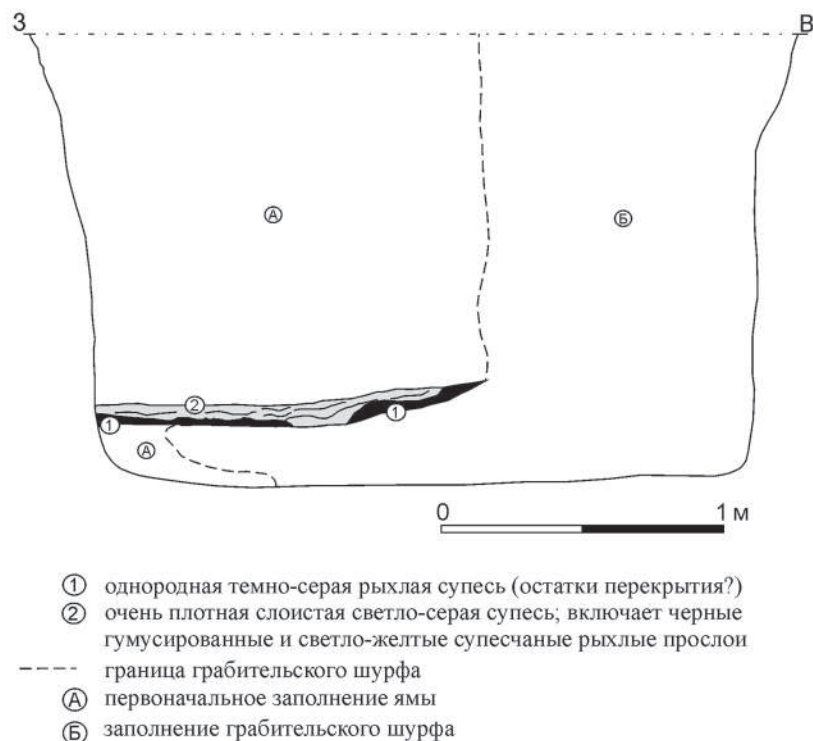 З В
А Б
2
1 1
А
0 1 м
1 однородная темно-серая рыхлая супесь (остатки перекрытия?)
2 очень плотная слоистая светло-серая супесь; включает черные
гумусированные и светло-желтые супесчаные рыхлые прослои
граница грабительского шурфа
А первоначальное заполнение ямы
Б заполнение грабительского шурфа